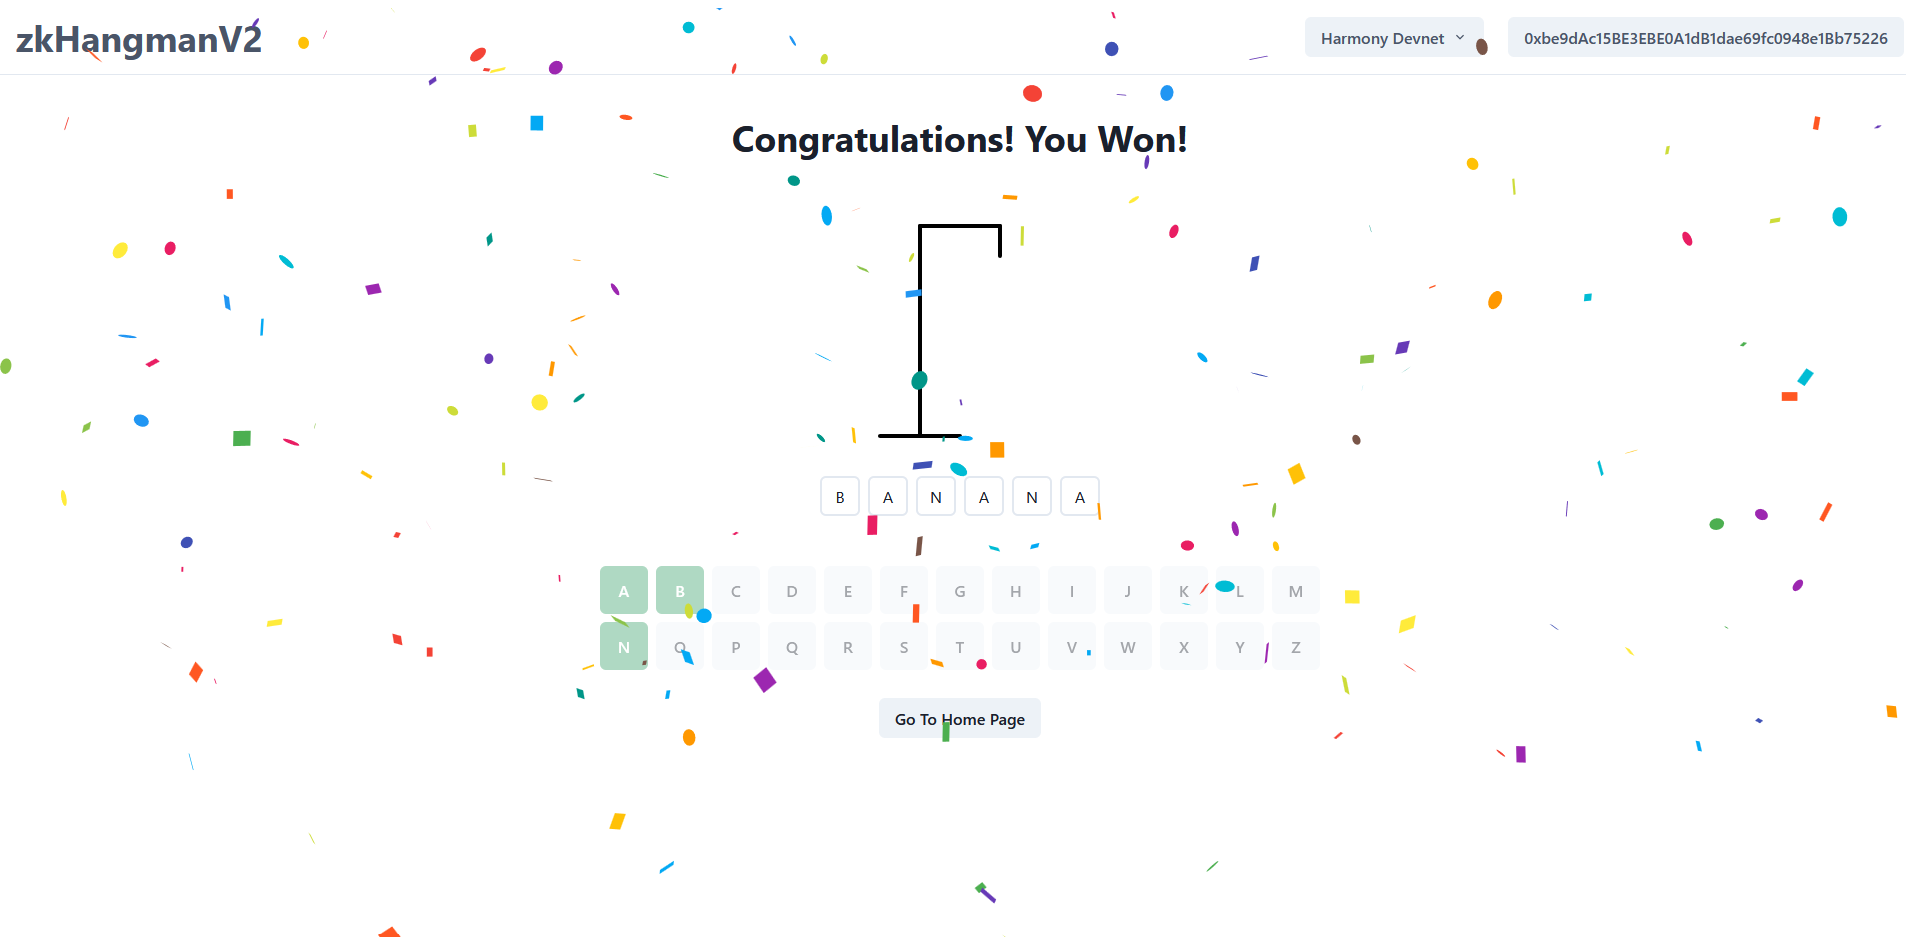 zkHangmanV2
Harmony Devnet
0xbe9dAc15BE3EBE0A1dB1dae69fc0948e1Bb75226
Congratulations! You Won!
B A N A N A
A B C D E F G H I J K L M
N O P Q R S T U V W X Y Z
Go To Home Page